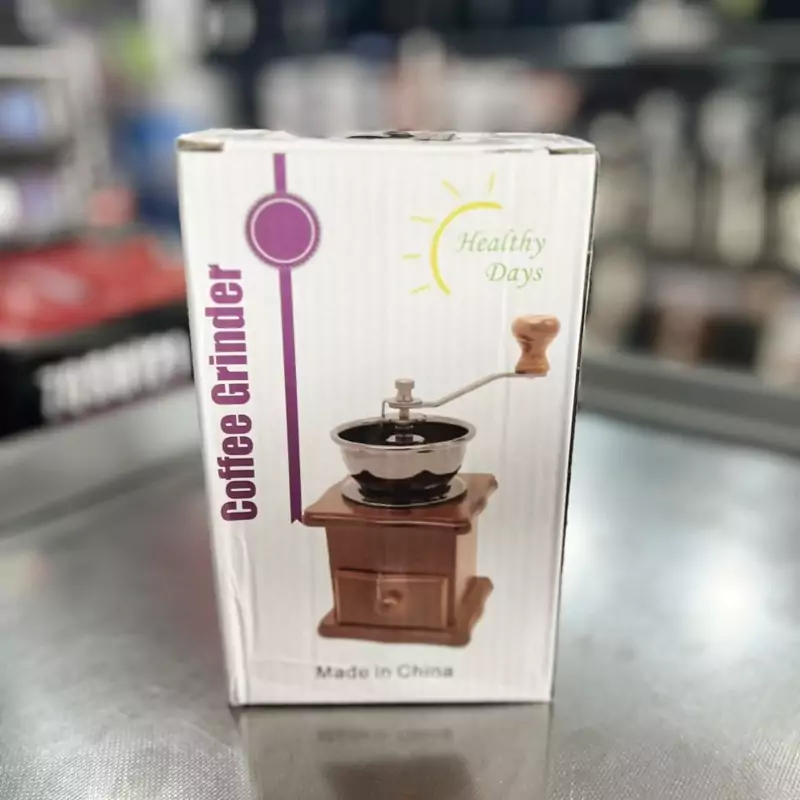 Healthy
Days
Coffee Grinder
Made in China